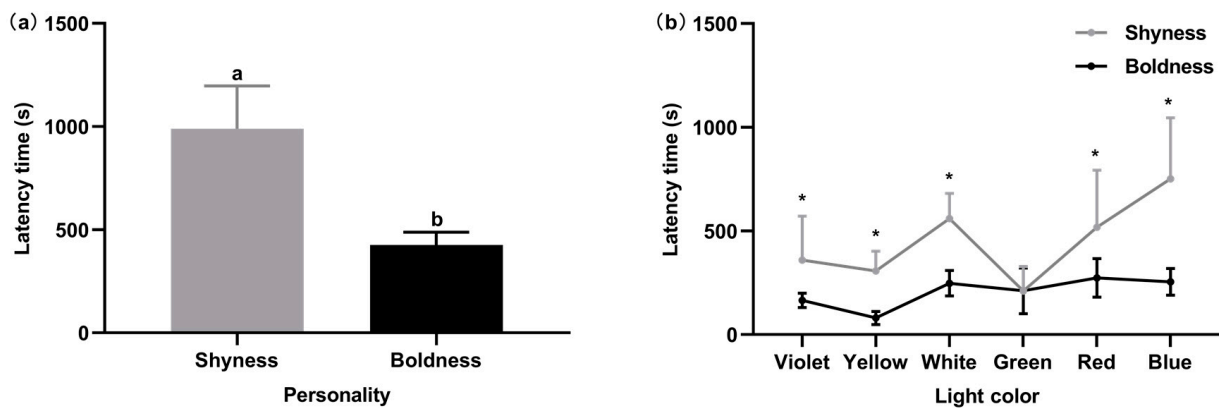 (a)
1500
1000
500
0
Latency time (s)
a
b
Shyness
Boldness
Personality
(b)
1500
1000
500
0
Latency time (s)
Shyness
Boldness
*
*
*
*
*
Violet Yellow White Green Red Blue
Light color